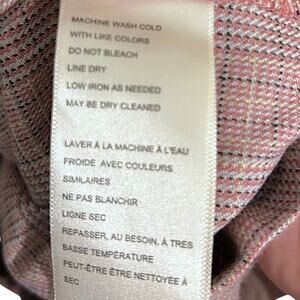 MACHINE WASH COLD
WITH LIKE COLORS
DO NOT BLEACH
LINE DRY
LOW IRON AS NEEDED
MAY BE DRY CLEANED
LAVER À LA MACHINE À L'EAU
FROIDE AVEC COULEURS
SIMILAIRES
NE PAS BLANCHIR
LIGNE SEC
REPASSER, AU BESOIN, À TRÈS
BASSE TEMPÉRATURE
PEUT-ÊTRE ÊTRE NETTOYÉE À
SEC